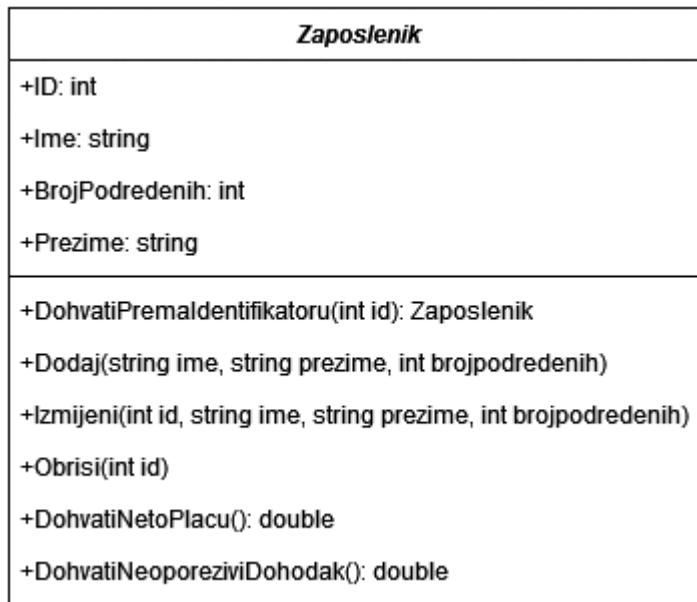 Zaposlenik
+ID: int
+Ime: string
+BrojPodredenih: int
+Prezime: string
+DohvatiPremaIdentifikatoru(int id): Zaposlenik
+Dodaj(string ime, string prezime, int brojpodredenih)
+Izmijeni(int id, string ime, string prezime, int brojpodredenih)
+Obrisi(int id)
+DohvatiNetoPlacu(): double
+DohvatiNeoporeziviDohodak(): double